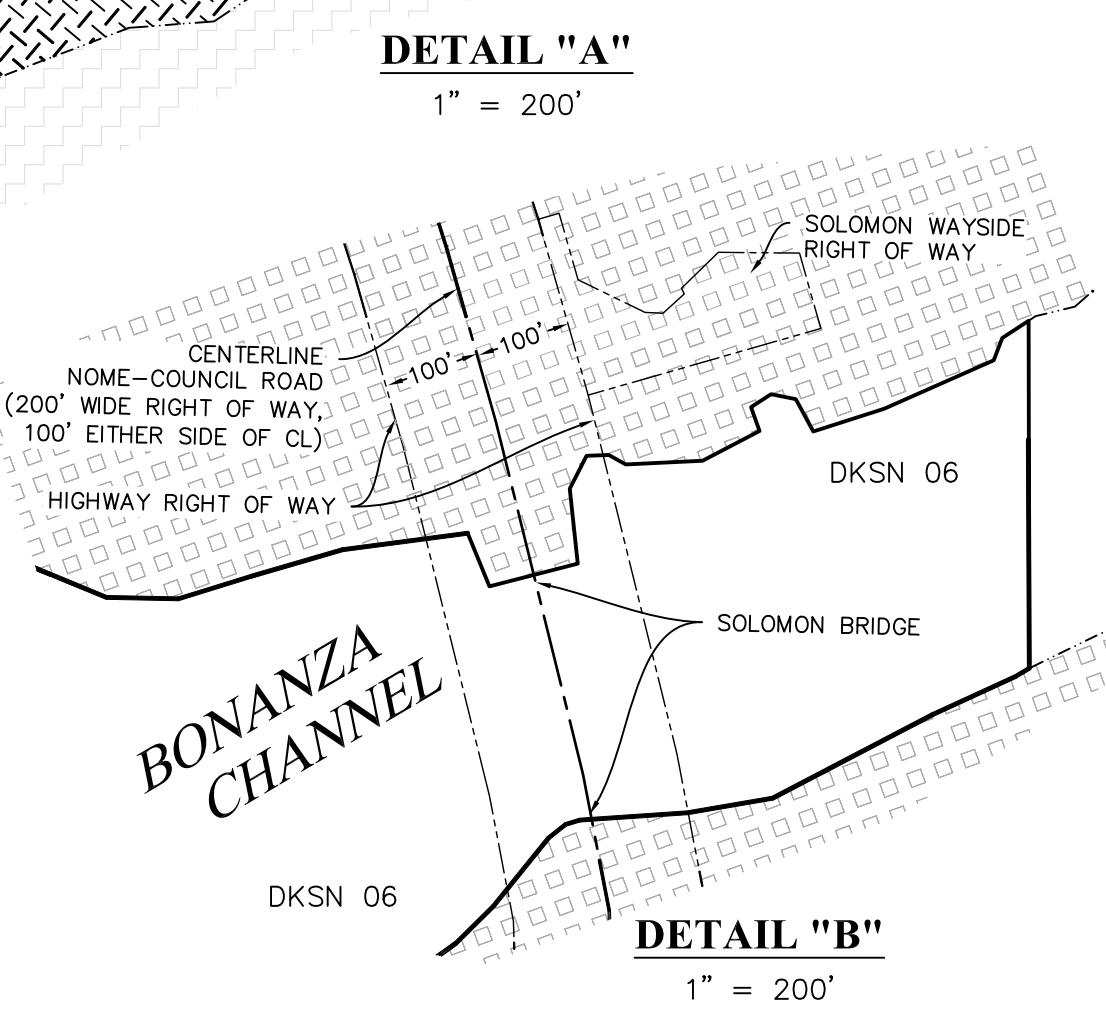 DETAIL "A"
1" = 200'
SOLOMON WAYSIDE
RIGHT OF WAY
100'
100'
CENTERLINE
NOME-COUNCIL ROAD
(200' WIDE RIGHT OF WAY,
100' EITHER SIDE OF CL)
HIGHWAY RIGHT OF WAY
DKSN 06
SOLOMON BRIDGE
BONANZA
CHANNEL
DKSN 06
DETAIL "B"
1" = 200'